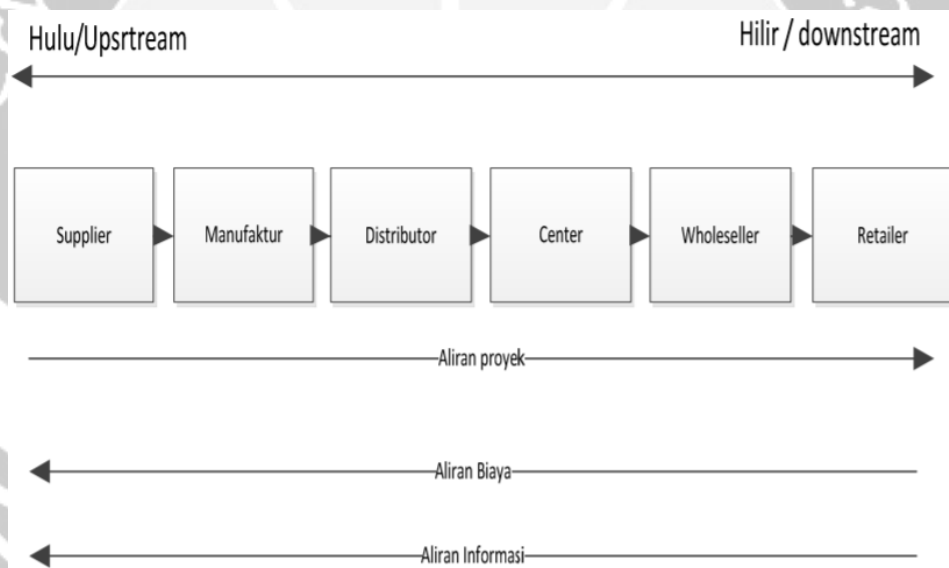 Hulu/Upsrtream
Hilir / downstream
Supplier
Manufaktur
Distributor
Center
Wholeseller
Retailer
Aliran proyek
Aliran Biaya
Aliran Informasi